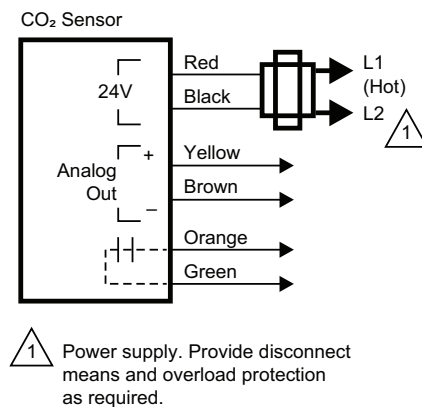 CO₂ Sensor
Red
L1
(Hot)
24V
Black
L2
1
Yellow
+
Analog
Out
Brown
–
Orange
Green
1 Power supply. Provide disconnect
means and overload protection
as required.